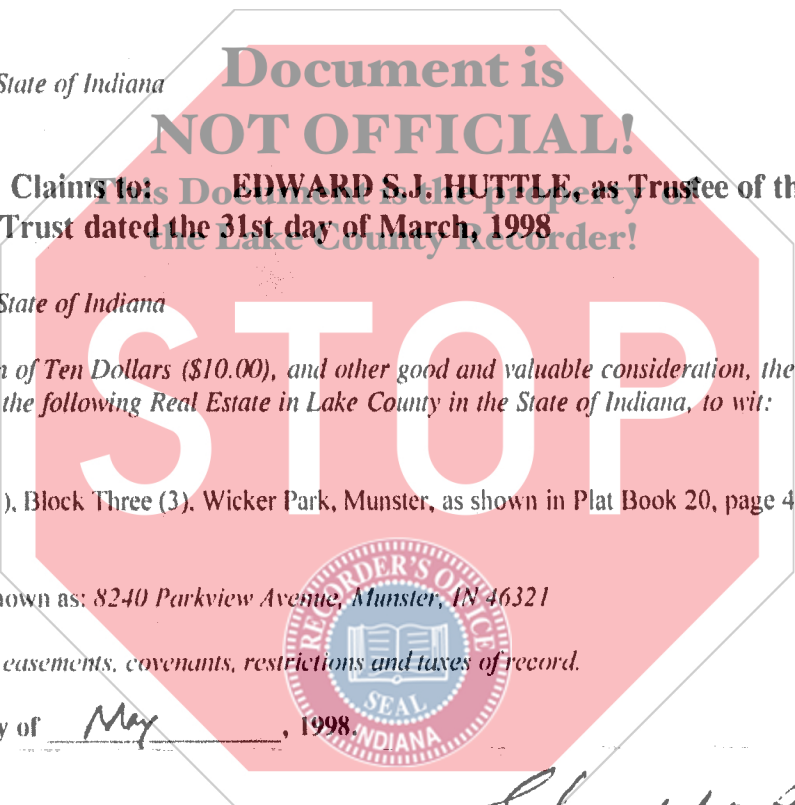 State of Indiana
Document is
NOT OFFICIAL!
Claims to: EDWARD S.J. HUTTLE, as Trustee of th
This Document is the property of
Trust dated the 31st day of March, 1998
the Lake County Recorder!
State of Indiana
of Ten Dollars ($10.00), and other good and valuable consideration, the
the following Real Estate in Lake County in the State of Indiana, to wit:
STOP
), Block Three (3), Wicker Park, Munster, as shown in Plat Book 20, page 4
own as: 8240 Parkview Avenue, Munster, IN 46321
easements, covenants, restrictions and taxes of record.
y of May, 1998.
RECORDER'S OFFICE
SEAL
INDIANA